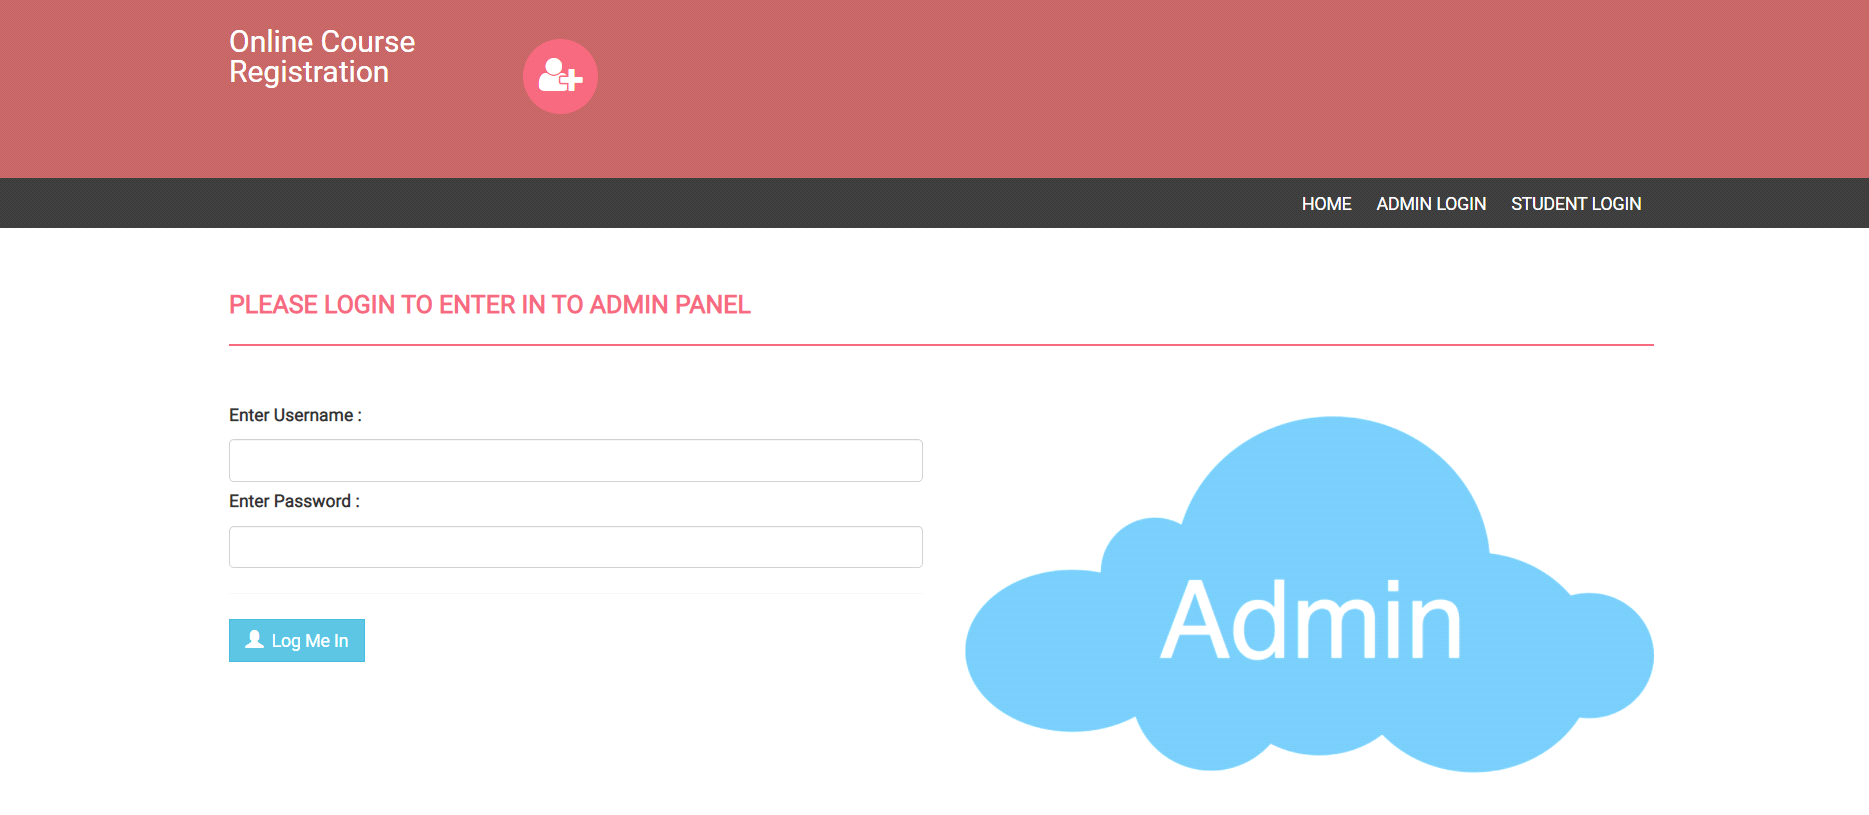 Online Course
Registration
HOME ADMIN LOGIN STUDENT LOGIN
PLEASE LOGIN TO ENTER IN TO ADMIN PANEL
Enter Username :
Enter Password :
Log Me In
Admin